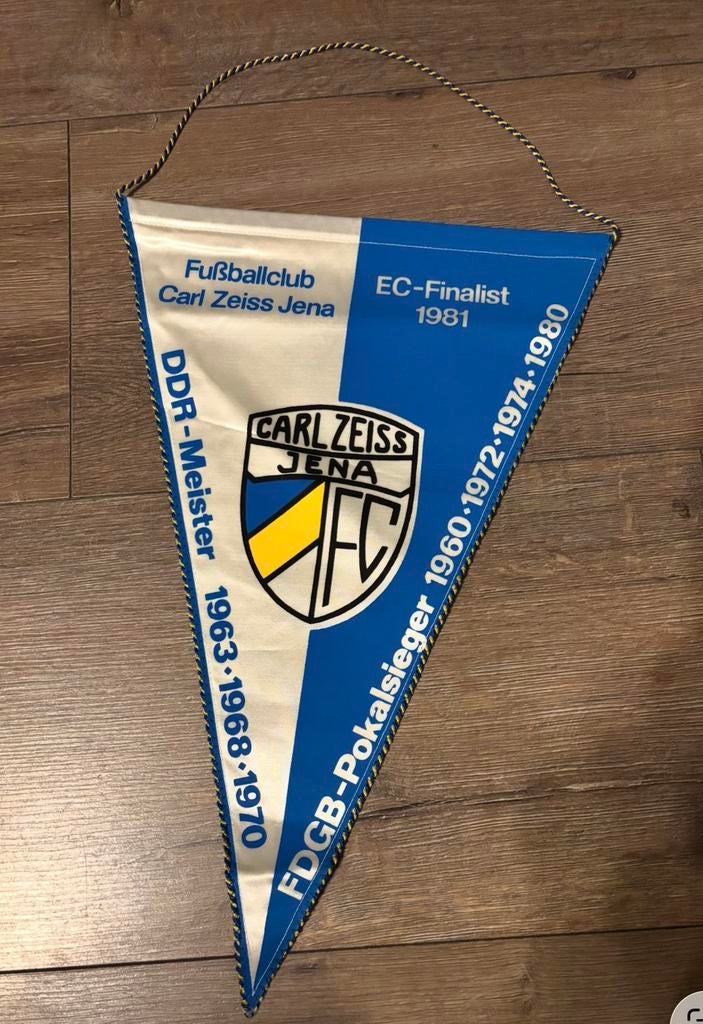 Fußballclub
Carl Zeiss Jena
EC-Finalist
1981
DDR-Meister 1963·1968·1970
FDGB-Pokalsieger 1960·1972·1974·1980
CARL ZEISS
JENA
FC